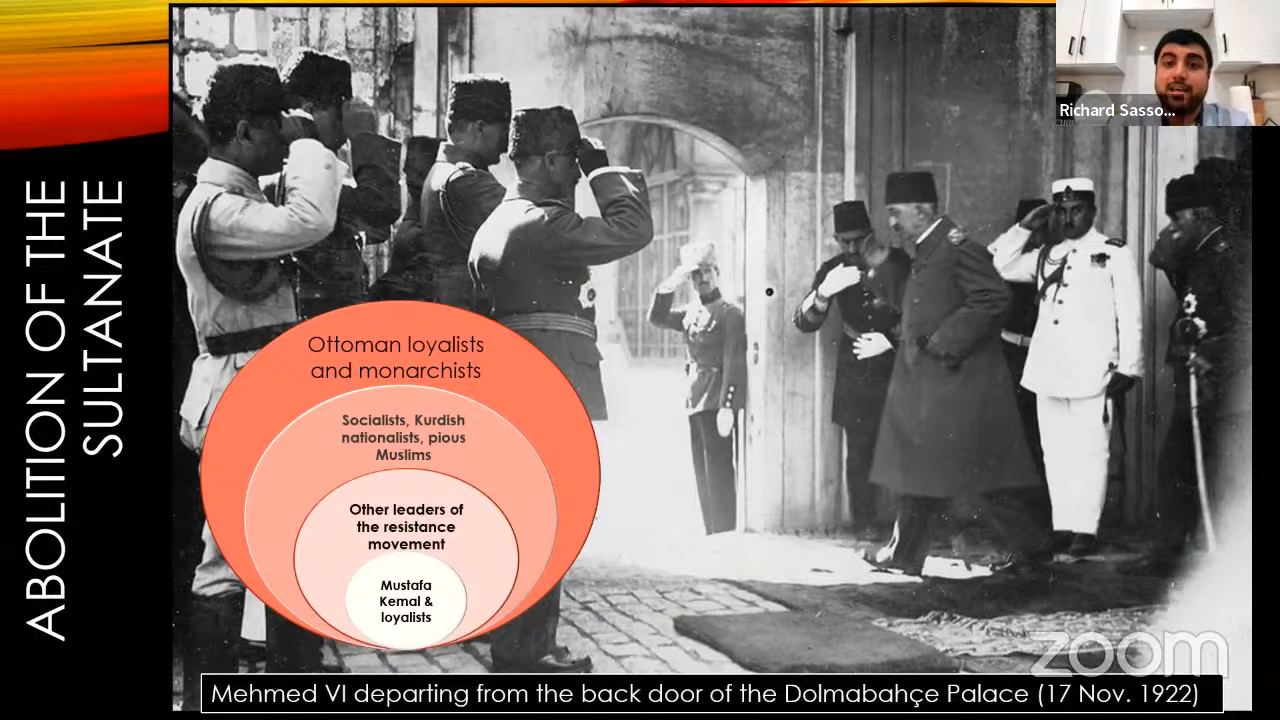 ABOLITION OF THE
SULTANATE
Richard Sasso...
Ottoman loyalists
and monarchists
Socialists, Kurdish
nationalists, pious
Muslims
Other leaders of
the resistance
movement
Mustafa
Kemal &
loyalists
zoom
Mehmed VI departing from the back door of the Dolmabahçe Palace (17 Nov. 1922)